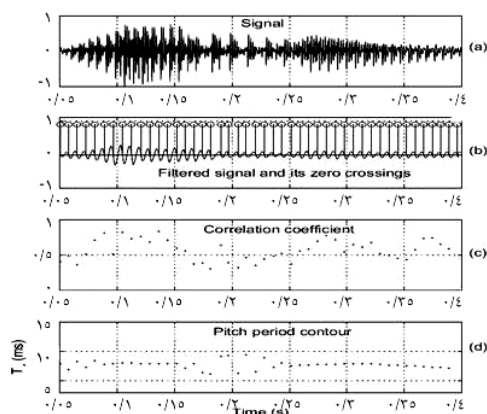 Signal
١
٠
-١
(a)
٠/٠٥ ٠/١ ٠/١٥ ٠/٢ ٠/٢٥ ٠/٣ ٠/٣٥ ٠/٤
١
٠
-١
(b)
Filtered signal and its zero crossings
٠/٠٥ ٠/١ ٠/١٥ ٠/٢ ٠/٢٥ ٠/٣ ٠/٣٥ ٠/٤
Correlation coefficient
١
٠/٥
٠
(c)
٠/٠٥ ٠/١ ٠/١٥ ٠/٢ ٠/٢٥ ٠/٣ ٠/٣٥ ٠/٤
Pitch period contour
١٥
١٠
٥
T. (ms)
(d)
٠/٠٥ ٠/١ ٠/١٥ ٠/٢ ٠/٢٥ ٠/٣ ٠/٣٥ ٠/٤
Time (s)